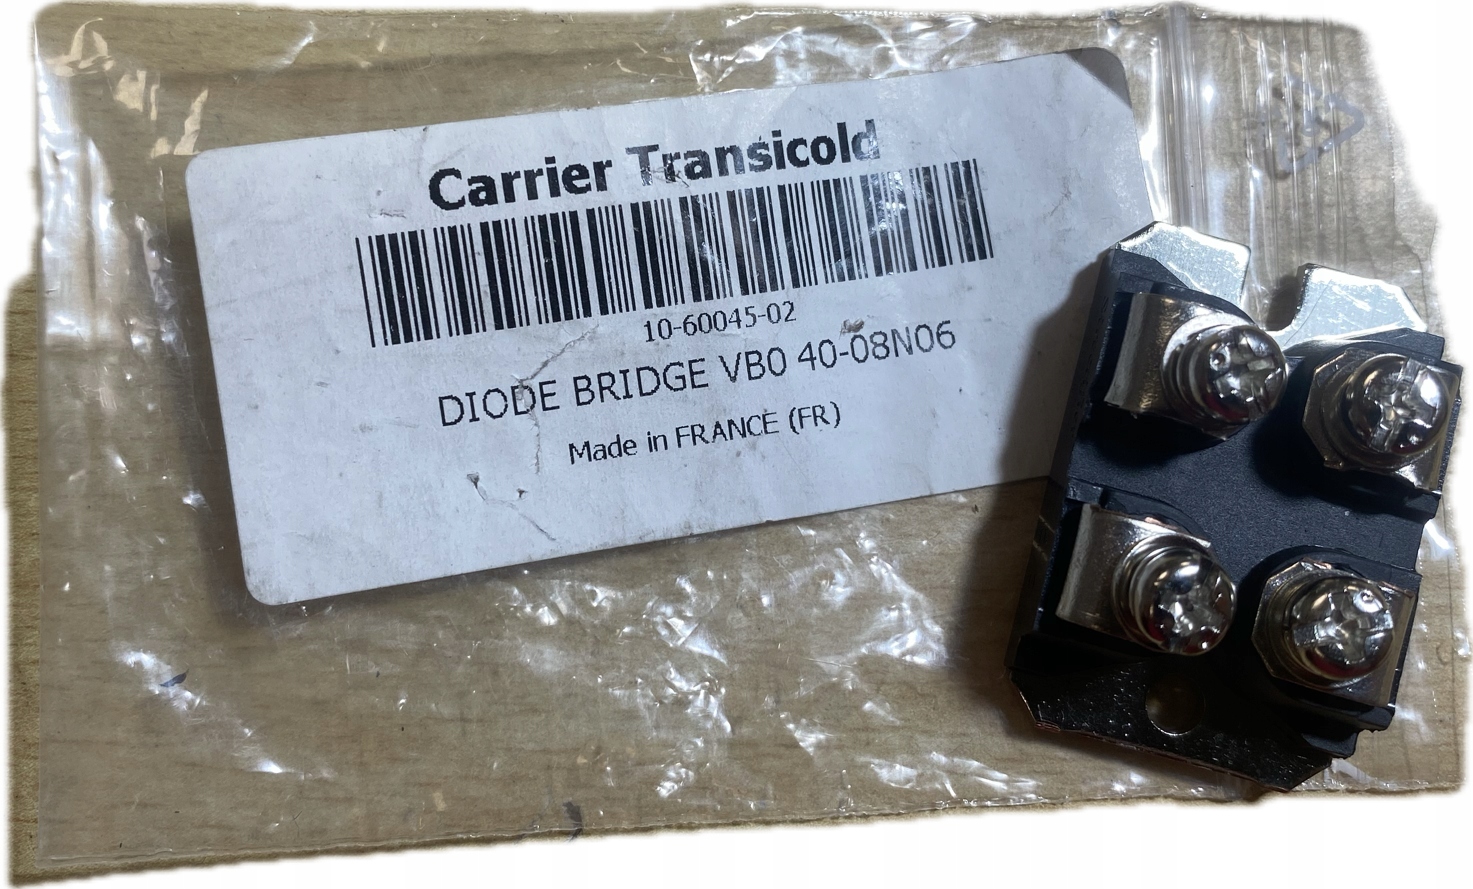 Carrier Transicold
10-60045-02
DIODE BRIDGE VB0 40-08N06
Made in FRANCE (FR)